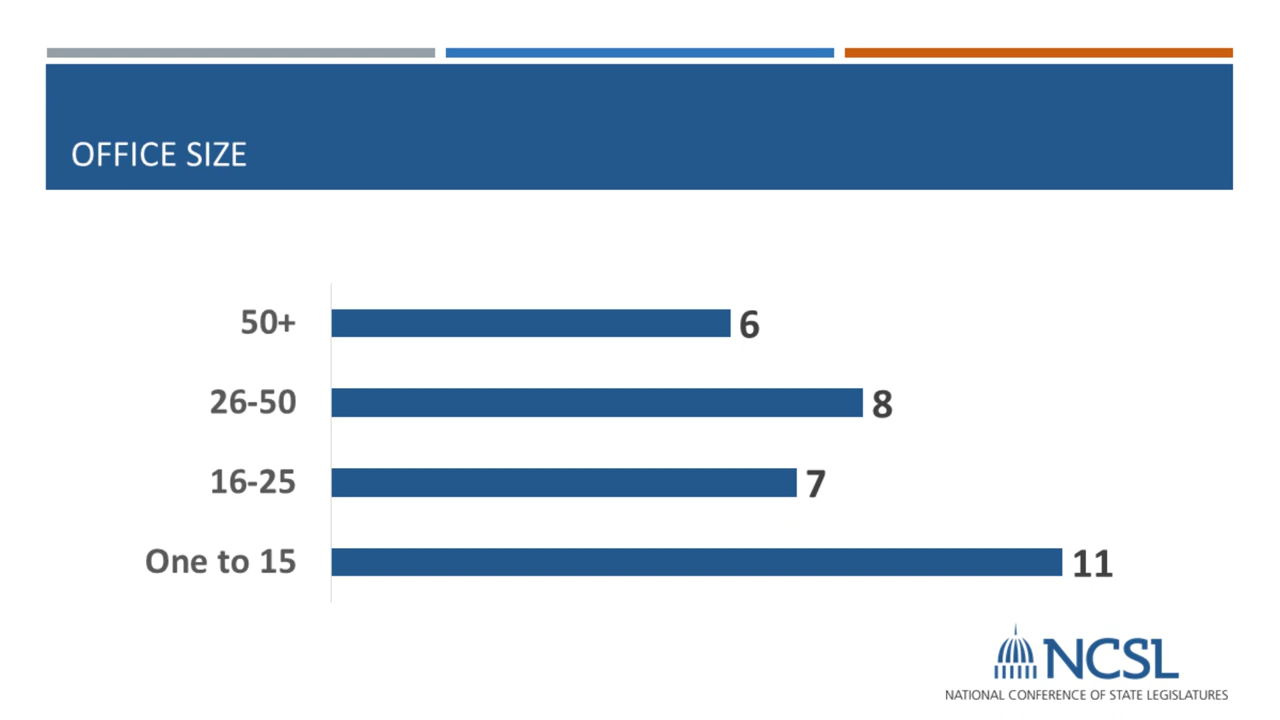 OFFICE SIZE
50+ 6
26-50 8
16-25 7
One to 15 11
NCSL
NATIONAL CONFERENCE OF STATE LEGISLATURES